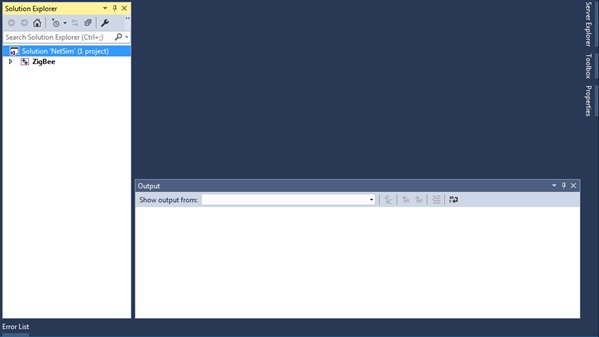 Solution Explorer
Search Solution Explorer (Ctrl+;)
Solution 'NetSim' (1 project)
ZigBee
Output
Show output from:
Error List
Server Explorer
Toolbox
Properties